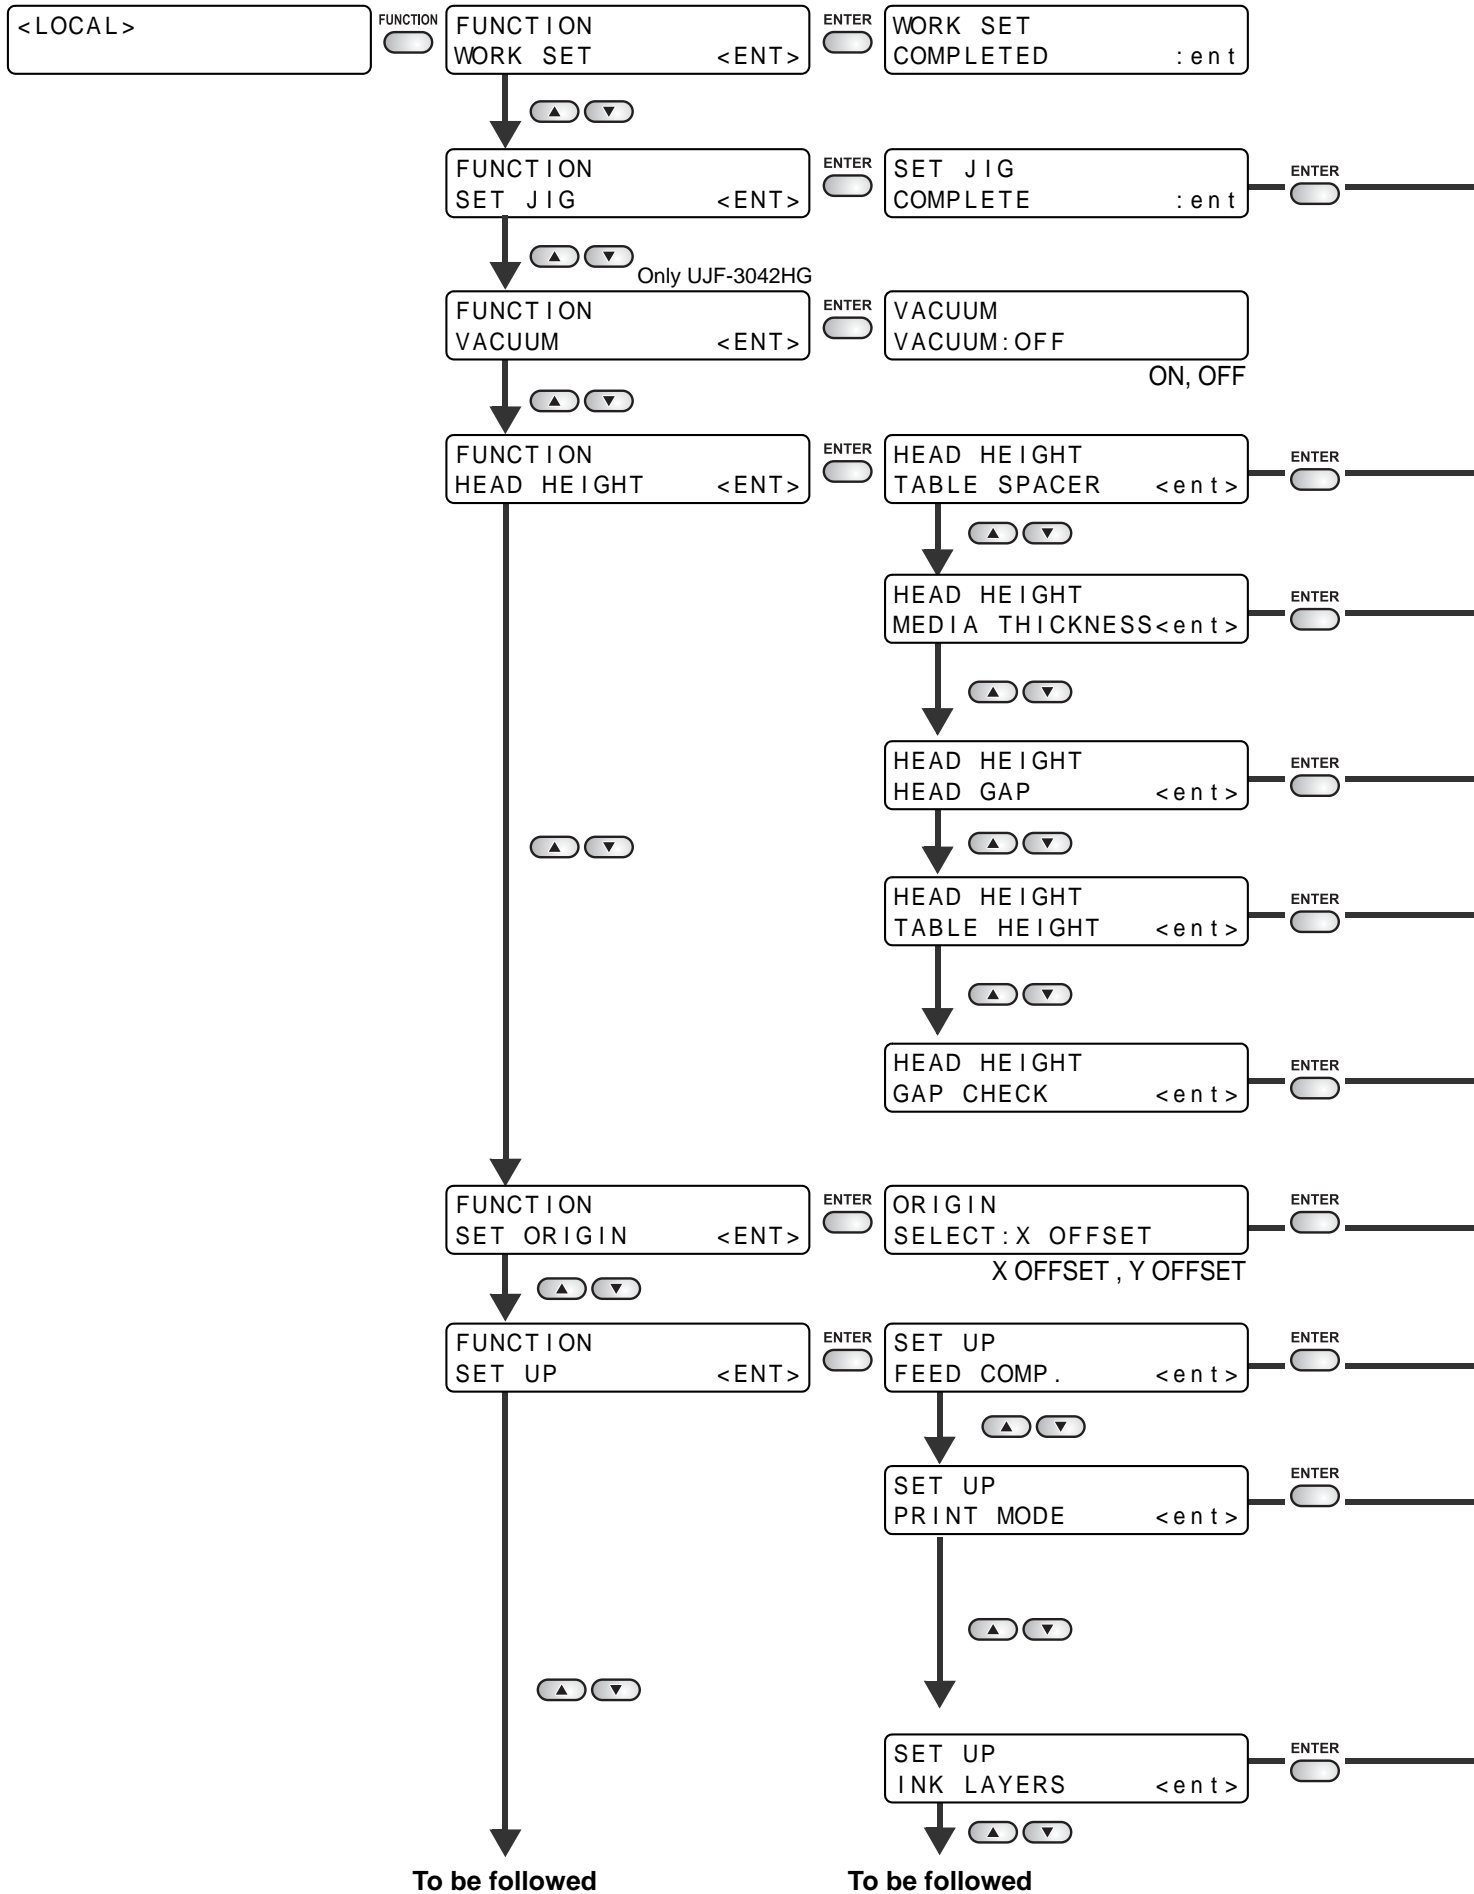 <LOCAL>
FUNCTION
FUNCTION
WORK SET <ENT>
ENTER
WORK SET
COMPLETED :ent
FUNCTION
SET JIG <ENT>
ENTER
SET JIG
COMPLETE :ent
ENTER
Only UJF-3042HG
FUNCTION
VACUUM <ENT>
ENTER
VACUUM
VACUUM:OFF
ON, OFF
FUNCTION
HEAD HEIGHT <ENT>
ENTER
HEAD HEIGHT
TABLE SPACER <ent>
ENTER
HEAD HEIGHT
MEDIA THICKNESS<ent>
ENTER
HEAD HEIGHT
HEAD GAP <ent>
ENTER
HEAD HEIGHT
TABLE HEIGHT <ent>
ENTER
HEAD HEIGHT
GAP CHECK <ent>
ENTER
FUNCTION
SET ORIGIN <ENT>
ENTER
ORIGIN
SELECT:X OFFSET
ENTER
X OFFSET , Y OFFSET
FUNCTION
SET UP <ENT>
ENTER
SET UP
FEED COMP. <ent>
ENTER
SET UP
PRINT MODE <ent>
ENTER
SET UP
INK LAYERS <ent>
ENTER
To be followed
To be followed